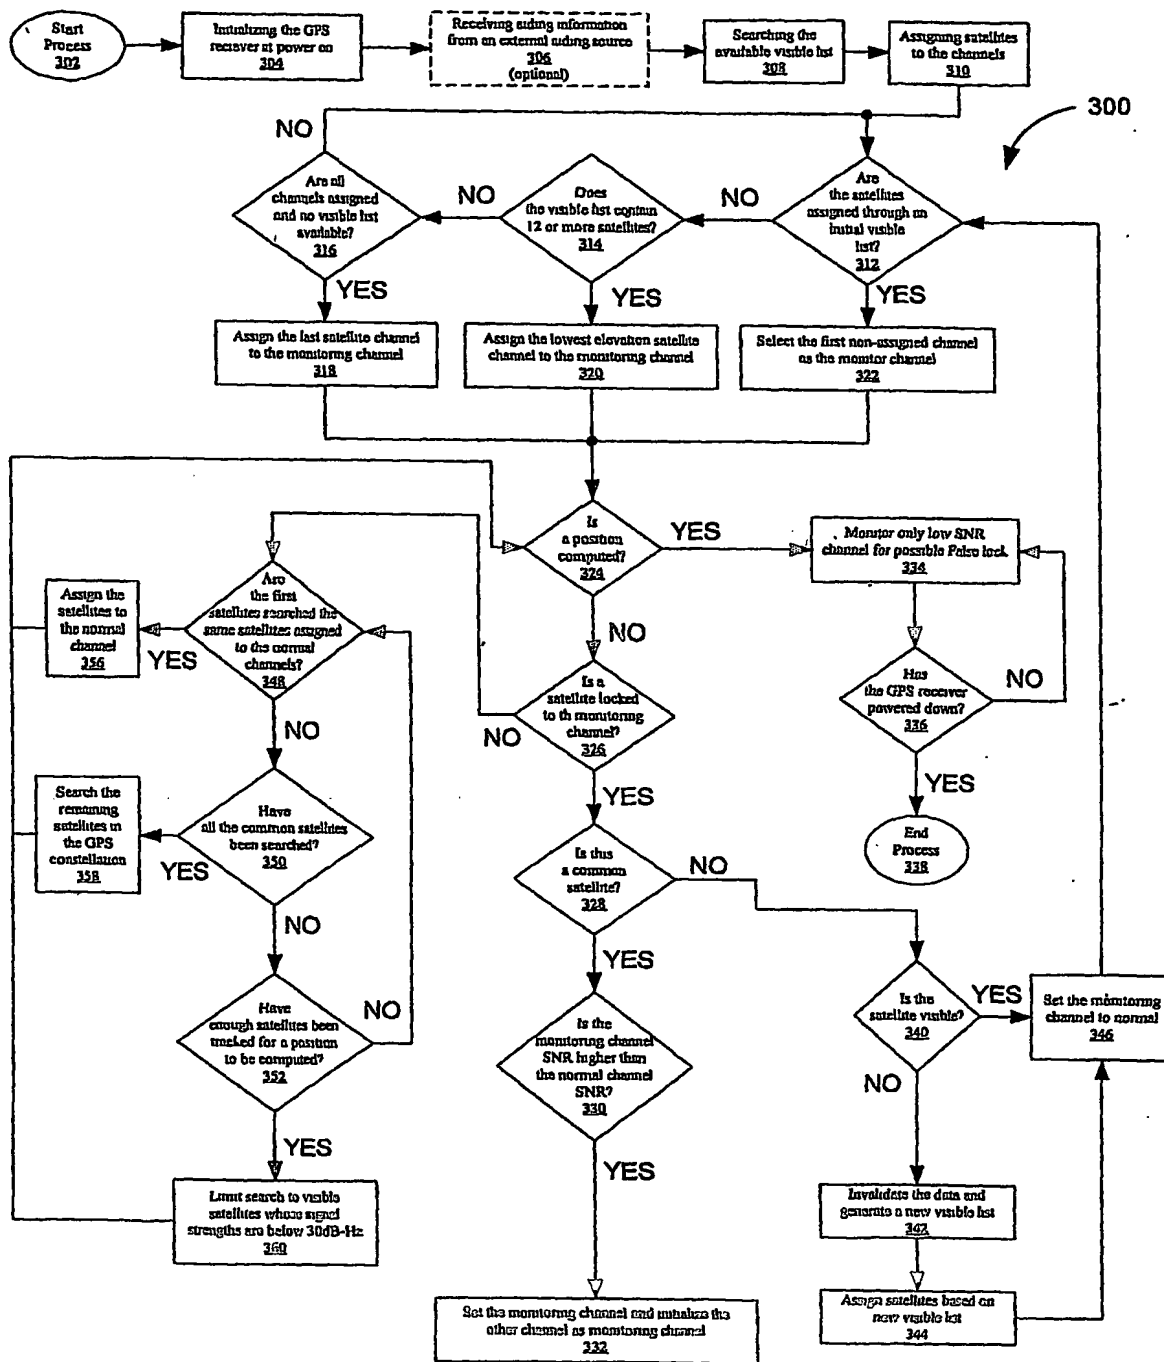 Start
Process
302
Initializing the GPS
reciever at power on
304
Receiving aiding information
from an external aiding source
306
(optional)
Searching the
available visible list
308
Assigning satellites
to the channels
310
300
NO
Are all
channels assigned
and no visible list
available?
316
NO
Does
the visible list contain
12 or more satellites?
314
NO
Are
the satellites
assigned through an
initial visible
list?
312
YES
YES
YES
Assign the last satellite channel
to the monitoring channel
318
Assign the lowest elevation satellite
channel to the monitoring channel
320
Select the first non-assigned channel
as the monitor channel
322
Is
a position
computed?
324
YES
Monitor only low SNR
channel for possible False lock
334
NO
Has
the GPS receiver
powered down?
336
NO
YES
End
Process
338
Are
the first
satellites searched the
same satellites assigned
to the normal
channels?
348
YES
Assign the
satellites to
the normal
channel
356
NO
Is a
satellite locked
to th monitoring
channel?
326
NO
YES
Have
all the common satellites
been searched?
350
YES
Search the
remaining
satellites in
the GPS
constellation
358
NO
Is this
a common
satellite?
328
NO
YES
Have
enough satellites been
tracked for a position
to be computed?
352
NO
YES
Limit search to visible
satellites whose signal
strengths are below 30dB-Hz
360
Is the
monitoring channel
SNR higher than
the normal channel
SNR?
330
YES
Set the monitoring channel and initialize the
other channel as monitoring channel
332
Is the
satellite visible?
340
YES
Set the monitoring
channel to normal
346
NO
Invalidate the data and
generate a new visible list
342
Assign satellites based on
new visible list
344